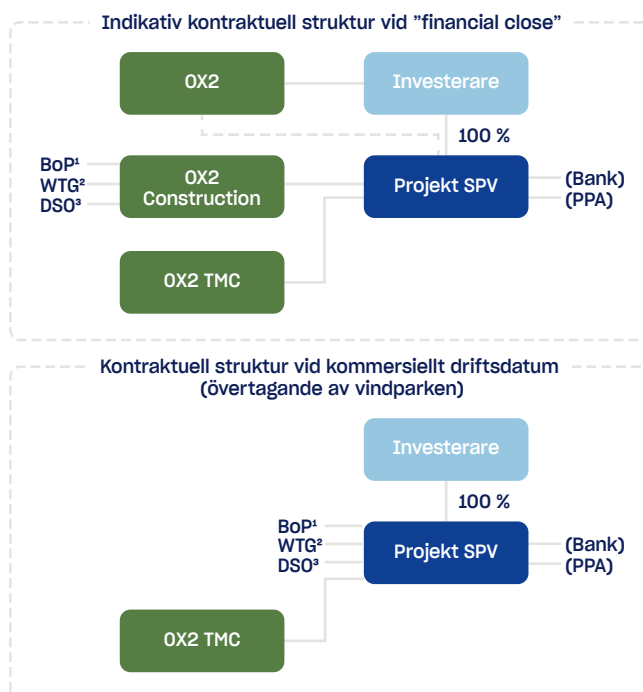 Indikativ kontraktuell struktur vid ”financial close”
OX2
Investerare
100 %
BoP¹
WTG²
DSO³
OX2
Construction
Projekt SPV
(Bank)
(PPA)
OX2 TMC
Kontraktuell struktur vid kommersiellt driftsdatum
(övertagande av vindparken)
Investerare
100 %
BoP¹
WTG²
DSO³
Projekt SPV
(Bank)
(PPA)
OX2 TMC